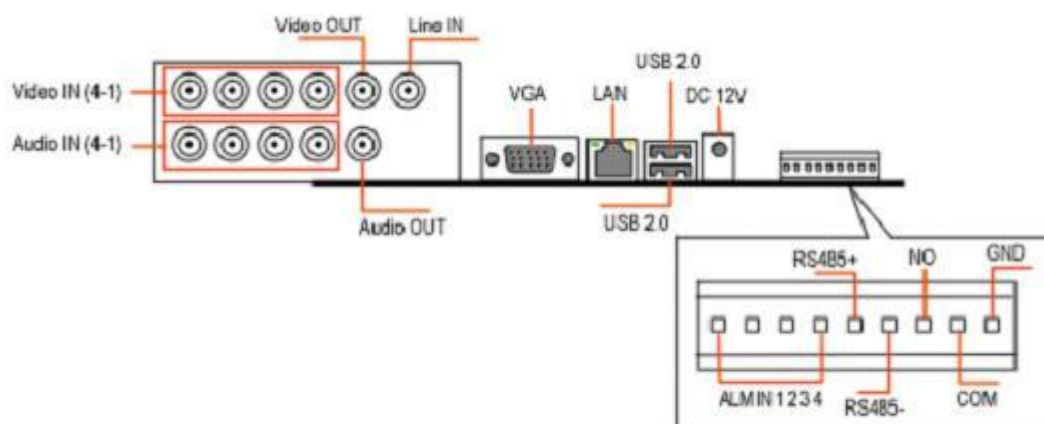 Video OUT
Line IN
USB 2.0
Video IN (4-1)
VGA
LAN
DC 12V
Audio IN (4-1)
Audio OUT
USB 2.0
RS485+
NO
GND
ALM IN 1 2 3 4
RS485-
COM